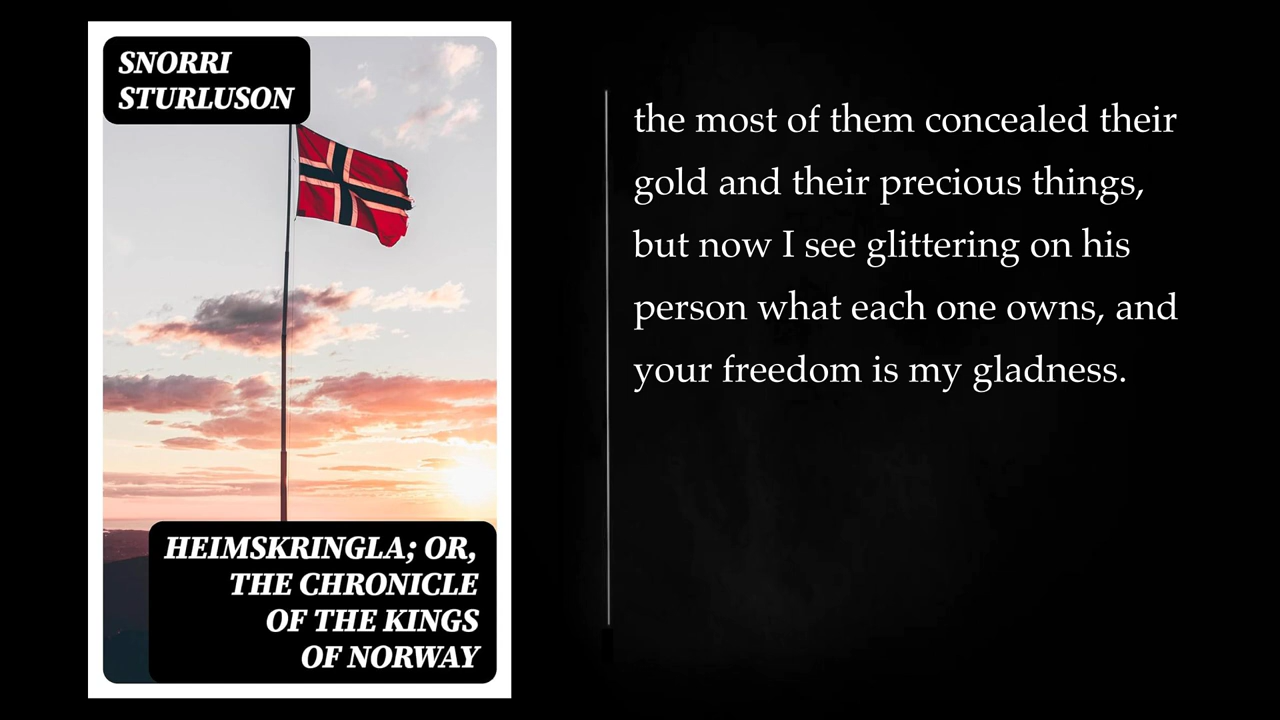 SNORRI
STURLUSON
HEIMSKRINGLA; OR,
THE CHRONICLE
OF THE KINGS
OF NORWAY
the most of them concealed their
gold and their precious things,
but now I see glittering on his
person what each one owns, and
your freedom is my gladness.